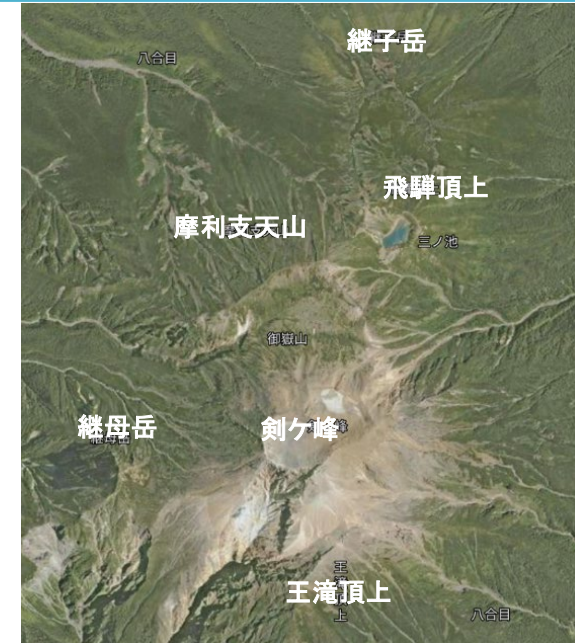 継子岳
八合目
飛騨頂上
摩利支天山
三ノ池
御嶽山
継母岳
剣ケ峰
王滝頂上
八合目